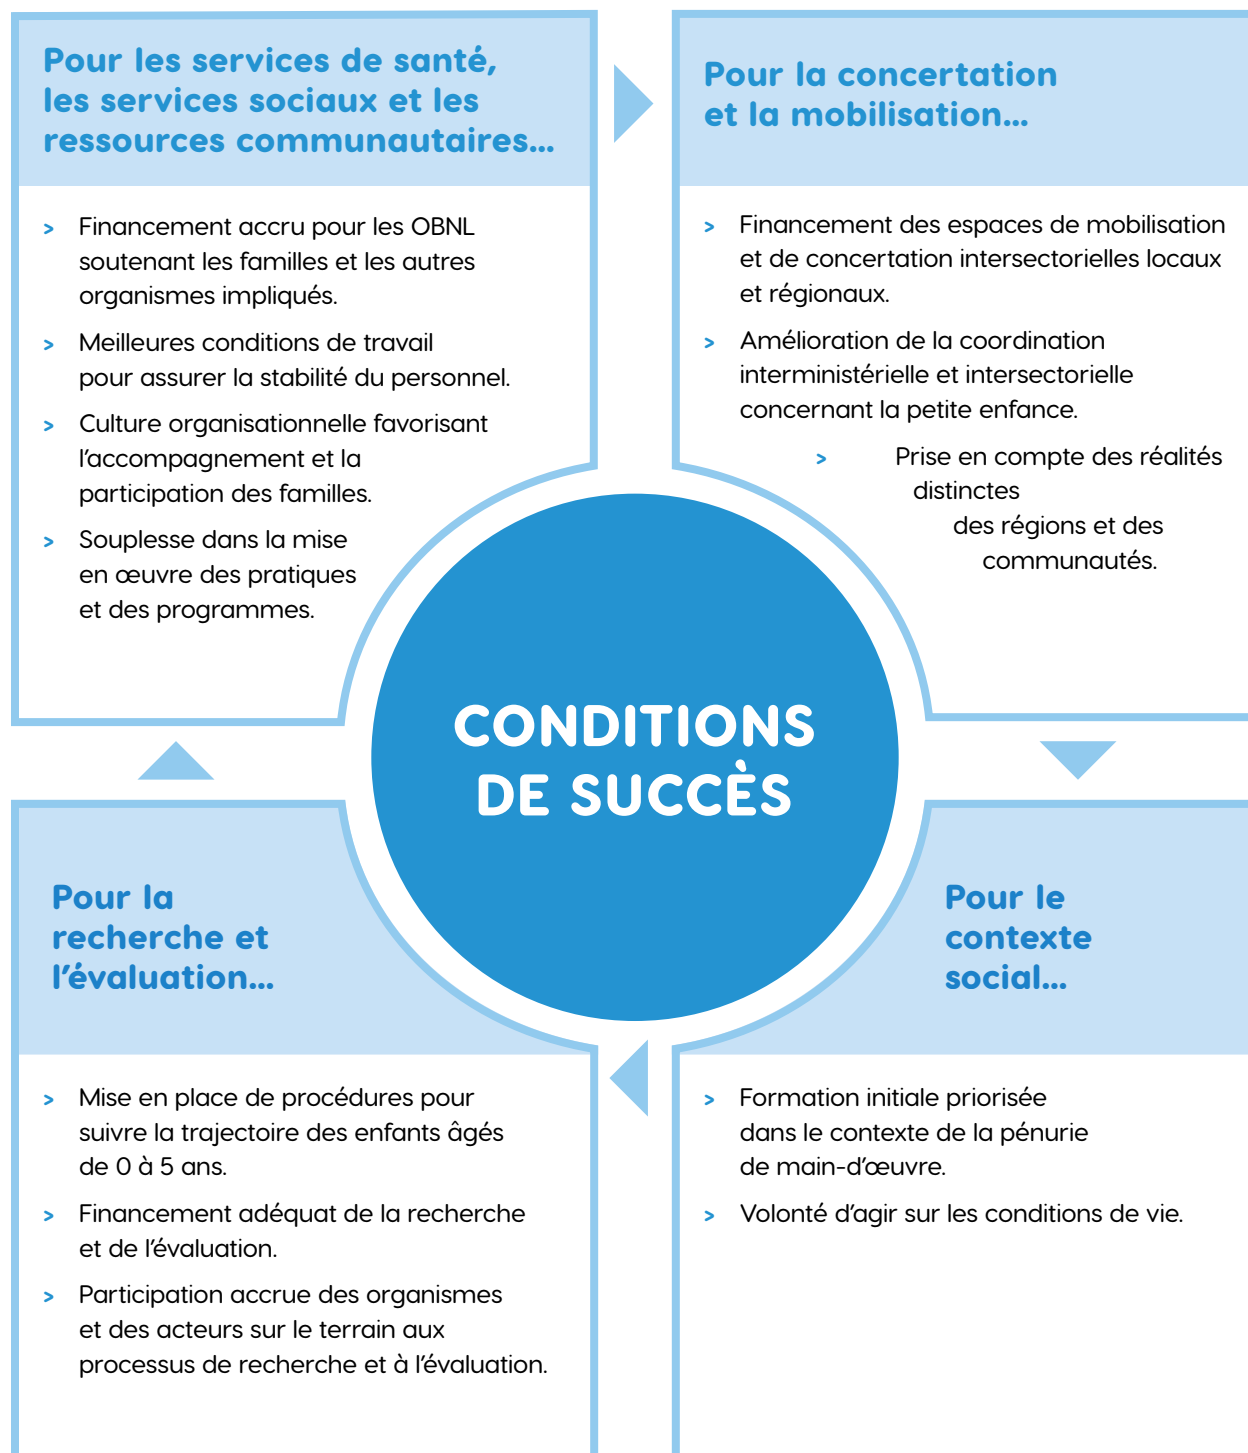 Pour les services de santé,
les services sociaux et les
ressources communautaires...
> Financement accru pour les OBNL
soutenant les familles et les autres
organismes impliqués.
> Meilleures conditions de travail
pour assurer la stabilité du personnel.
> Culture organisationnelle favorisant
l'accompagnement et la
participation des familles.
> Souplesse dans la mise
en œuvre des pratiques
et des programmes.
Pour la concertation
et la mobilisation...
> Financement des espaces de mobilisation
et de concertation intersectorielles locaux
et régionaux.
> Amélioration de la coordination
interministérielle et intersectorielle
concernant la petite enfance.
> Prise en compte des réalités
distinctes
des régions et des
communautés.
CONDITIONS
DE SUCCÈS
Pour la
recherche et
l'évaluation...
> Mise en place de procédures pour
suivre la trajectoire des enfants âgés
de 0 à 5 ans.
> Financement adéquat de la recherche
et de l'évaluation.
> Participation accrue des organismes
et des acteurs sur le terrain aux
processus de recherche et à l'évaluation.
Pour le
contexte
social...
> Formation initiale priorisée
dans le contexte de la pénurie
de main-d'œuvre.
> Volonté d'agir sur les conditions de vie.